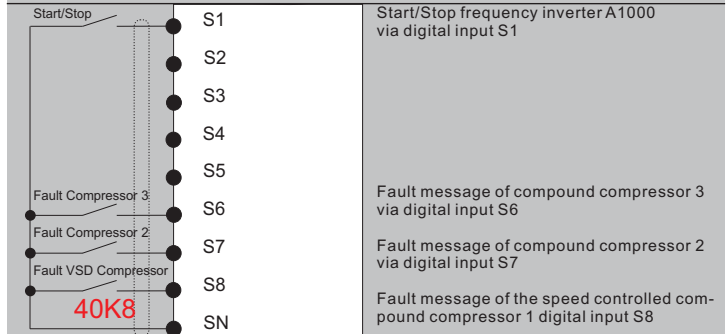 Start/Stop
S1
Start/Stop frequency inverter A1000
via digital input S1
S2
S3
S4
S5
Fault Compressor 3
S6
Fault message of compound compressor 3
via digital input S6
Fault Compressor 2
S7
Fault message of compound compressor 2
via digital input S7
Fault VSD Compressor
S8
40K8
Fault message of the speed controlled com-
pound compressor 1 digital input S8
SN